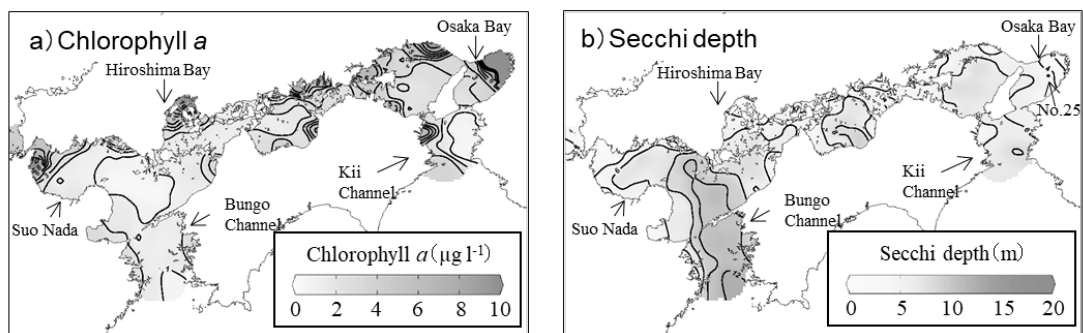 a) Chlorophyll a
Osaka Bay
Hiroshima Bay
Kii
Channel
Bungo
Channel
Suo Nada
Chlorophyll a (µg l-1)
0 2 4 6 8 10
b) Secchi depth
Osaka Bay
Hiroshima Bay
No.25
Kii
Channel
Bungo
Channel
Suo Nada
Secchi depth (m)
0 5 10 15 20